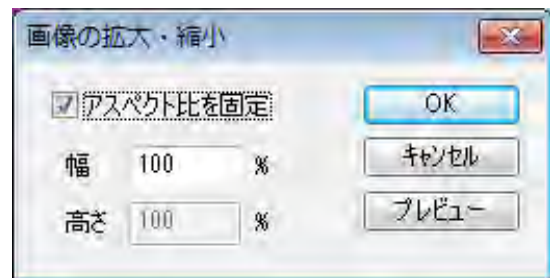 画像の拡大・縮小
アスペクト比を固定
OK
幅 100 %
キャンセル
高さ 100 %
プレビュー